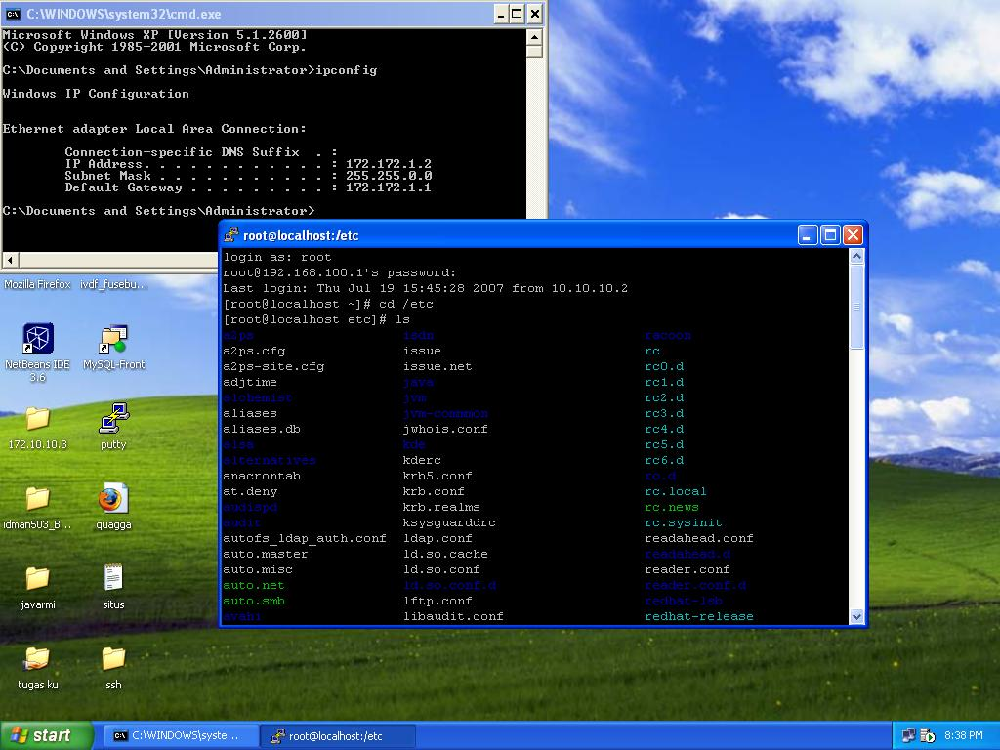 C:\WINDOWS\system32\cmd.exe
Microsoft Windows XP [Version 5.1.2600]
(C) Copyright 1985-2001 Microsoft Corp.
C:\Documents and Settings\Administrator>ipconfig
Windows IP Configuration
Ethernet adapter Local Area Connection:
Connection-specific DNS Suffix . :
IP Address. . . . . . . . . . . . : 172.172.1.2
Subnet Mask . . . . . . . . . . . : 255.255.0.0
Default Gateway . . . . . . . . . : 172.172.1.1
C:\Documents and Settings\Administrator>
root@localhost:/etc
login as: root
root@192.168.100.1's password:
Last login: Thu Jul 19 15:45:28 2007 from 10.10.10.2
[root@localhost ~]# cd /etc
[root@localhost etc]# ls
a2ps isdn racoon
a2ps.cfg issue rc
a2ps-site.cfg issue.net rc0.d
adjtime java rc1.d
alchemist jvm rc2.d
aliases jvm-commmon rc3.d
aliases.db jwhois.conf rc4.d
alsa kde rc5.d
alternatives kderc rc6.d
anacrontab krb5.conf rc.d
at.deny krb.conf rc.local
audispd krb.realms rc.news
audit ksysguarddrc rc.sysinit
autofs_ldap_auth.conf ldap.conf readahead.conf
auto.master ld.so.cache readahead.d
auto.misc ld.so.conf reader.conf
auto.net ld.so.conf.d reader.conf.d
auto.smb lftp.conf redhat-lsb
avahi libaudit.conf redhat-release
Mozilla Firefox
ivdf_fusebu...
NetBeans IDE
3.6
MySQL-Front
172.10.10.3
putty
idman503_B...
quagga
javarmi
situs
tugas ku
ssh
start
C:\WINDOWS\syste...
root@localhost:/etc
8:38 PM